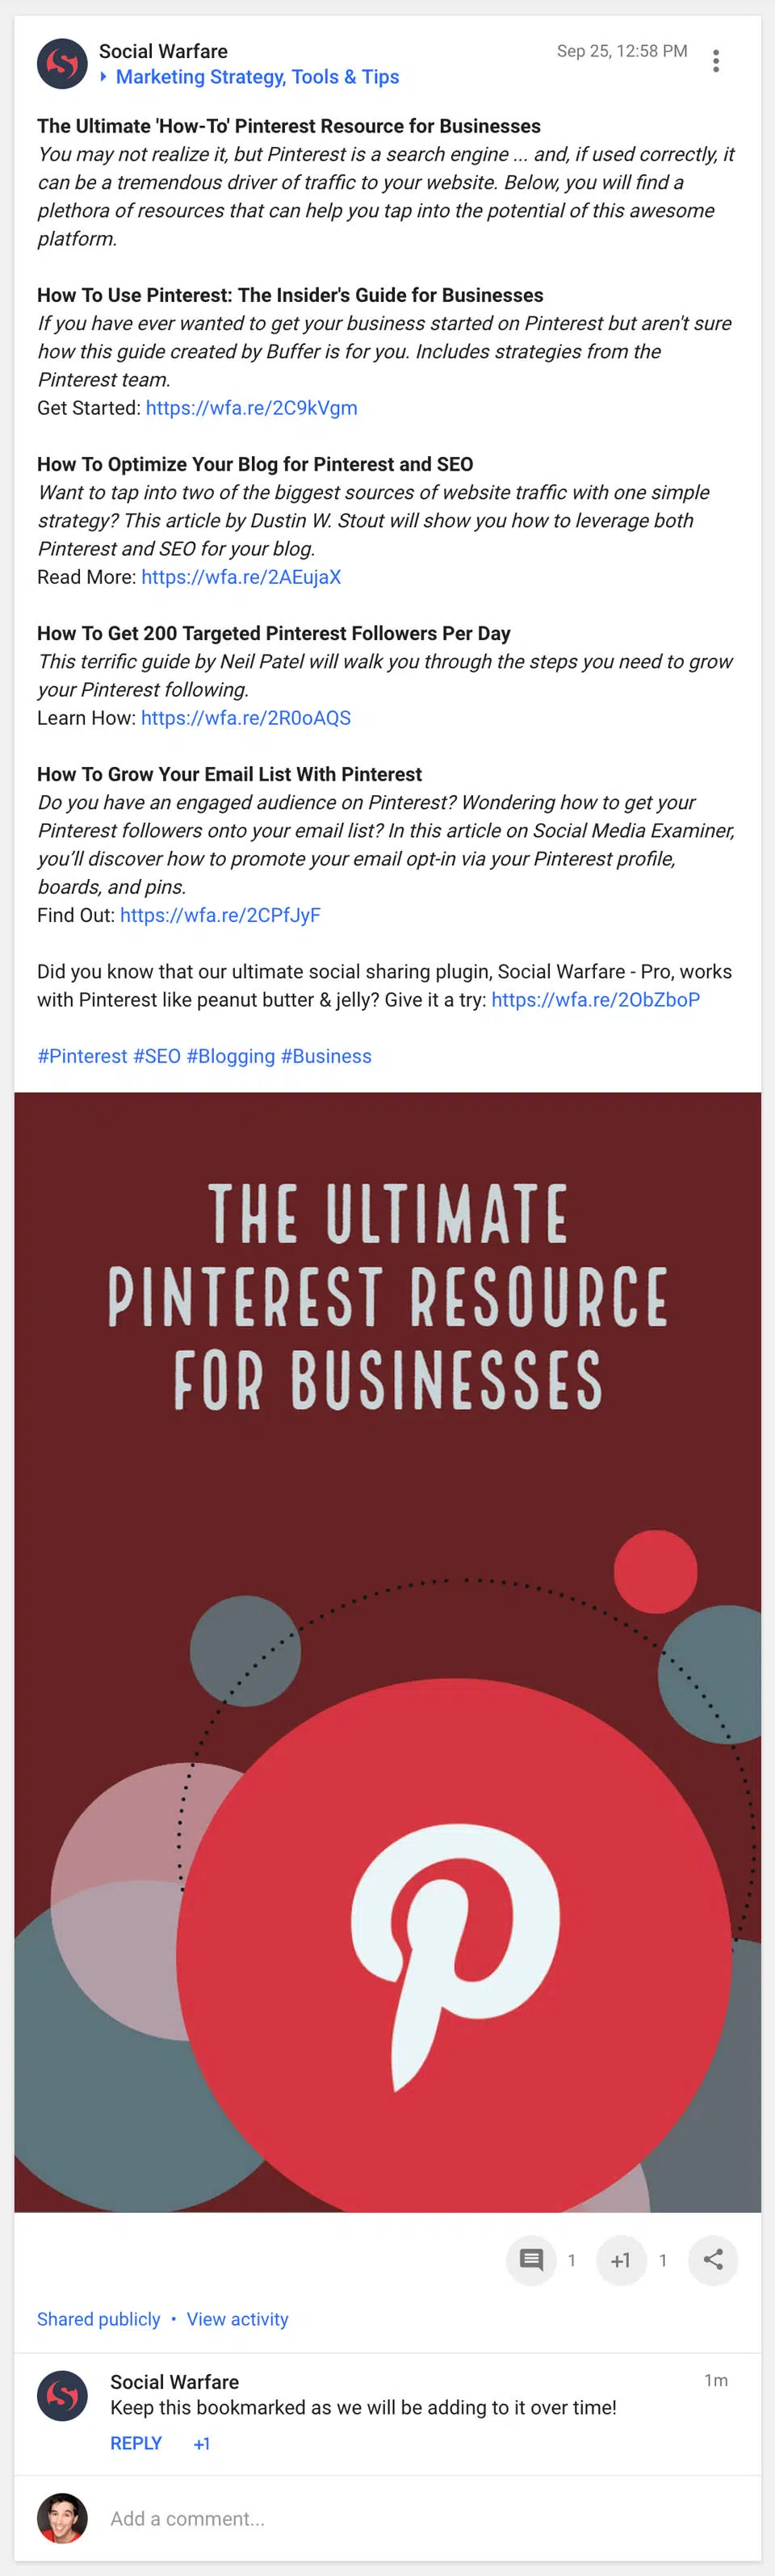 Social Warfare
Sep 25, 12:58 PM
Marketing Strategy, Tools & Tips
The Ultimate 'How-To' Pinterest Resource for Businesses
You may not realize it, but Pinterest is a search engine ... and, if used correctly, it
can be a tremendous driver of traffic to your website. Below, you will find a
plethora of resources that can help you tap into the potential of this awesome
platform.
How To Use Pinterest: The Insider's Guide for Businesses
If you have ever wanted to get your business started on Pinterest but aren't sure
how this guide created by Buffer is for you. Includes strategies from the
Pinterest team.
Get Started: https://wfa.re/2C9kVgm
How To Optimize Your Blog for Pinterest and SEO
Want to tap into two of the biggest sources of website traffic with one simple
strategy? This article by Dustin W. Stout will show you how to leverage both
Pinterest and SEO for your blog.
Read More: https://wfa.re/2AEujaX
How To Get 200 Targeted Pinterest Followers Per Day
This terrific guide by Neil Patel will walk you through the steps you need to grow
your Pinterest following.
Learn How: https://wfa.re/2R0oAQS
How To Grow Your Email List With Pinterest
Do you have an engaged audience on Pinterest? Wondering how to get your
Pinterest followers onto your email list? In this article on Social Media Examiner,
you’ll discover how to promote your email opt-in via your Pinterest profile,
boards, and pins.
Find Out: https://wfa.re/2CPfJyF
Did you know that our ultimate social sharing plugin, Social Warfare - Pro, works
with Pinterest like peanut butter & jelly? Give it a try: https://wfa.re/2ObZboP
#Pinterest #SEO #Blogging #Business
THE ULTIMATE
PINTEREST RESOURCE
FOR BUSINESSES
1 +1 1
Shared publicly • View activity
Social Warfare
1m
Keep this bookmarked as we will be adding to it over time!
REPLY +1
Add a comment...